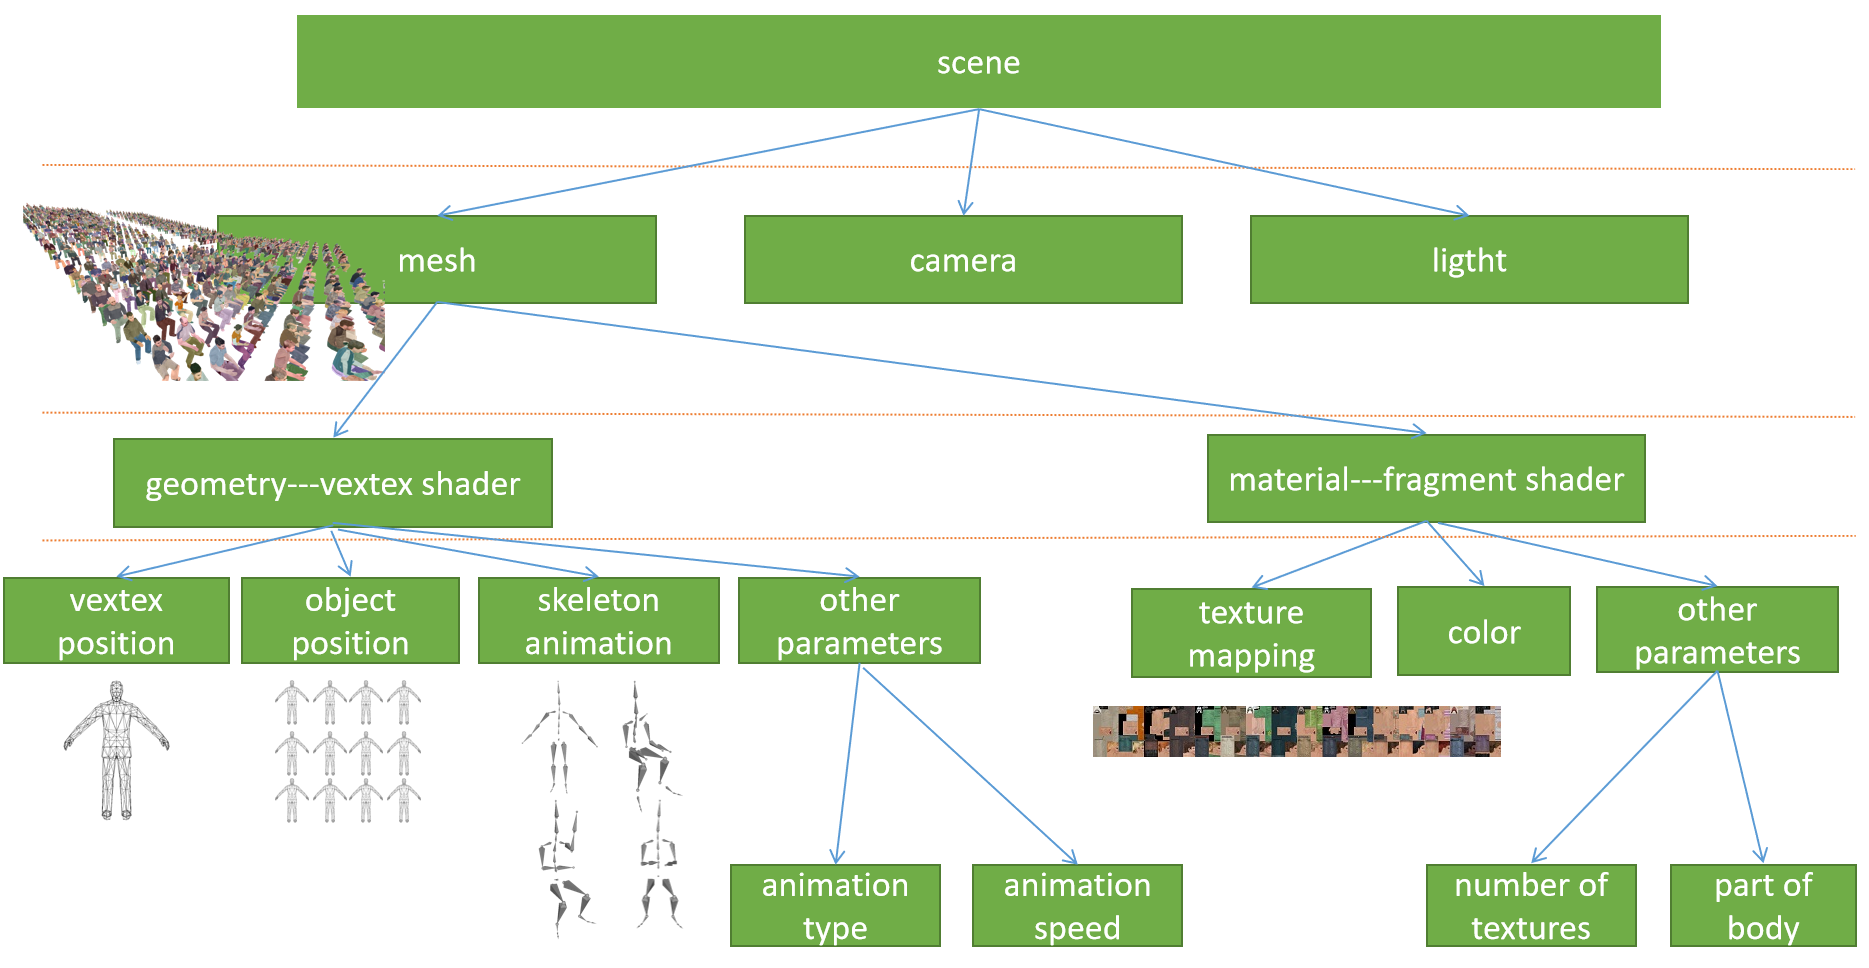 scene
mesh
camera
ligtht
geometry---vextex shader
material---fragment shader
vextex
position
object
position
skeleton
animation
other
parameters
texture
mapping
color
other
parameters
animation
type
animation
speed
number of
textures
part of
body